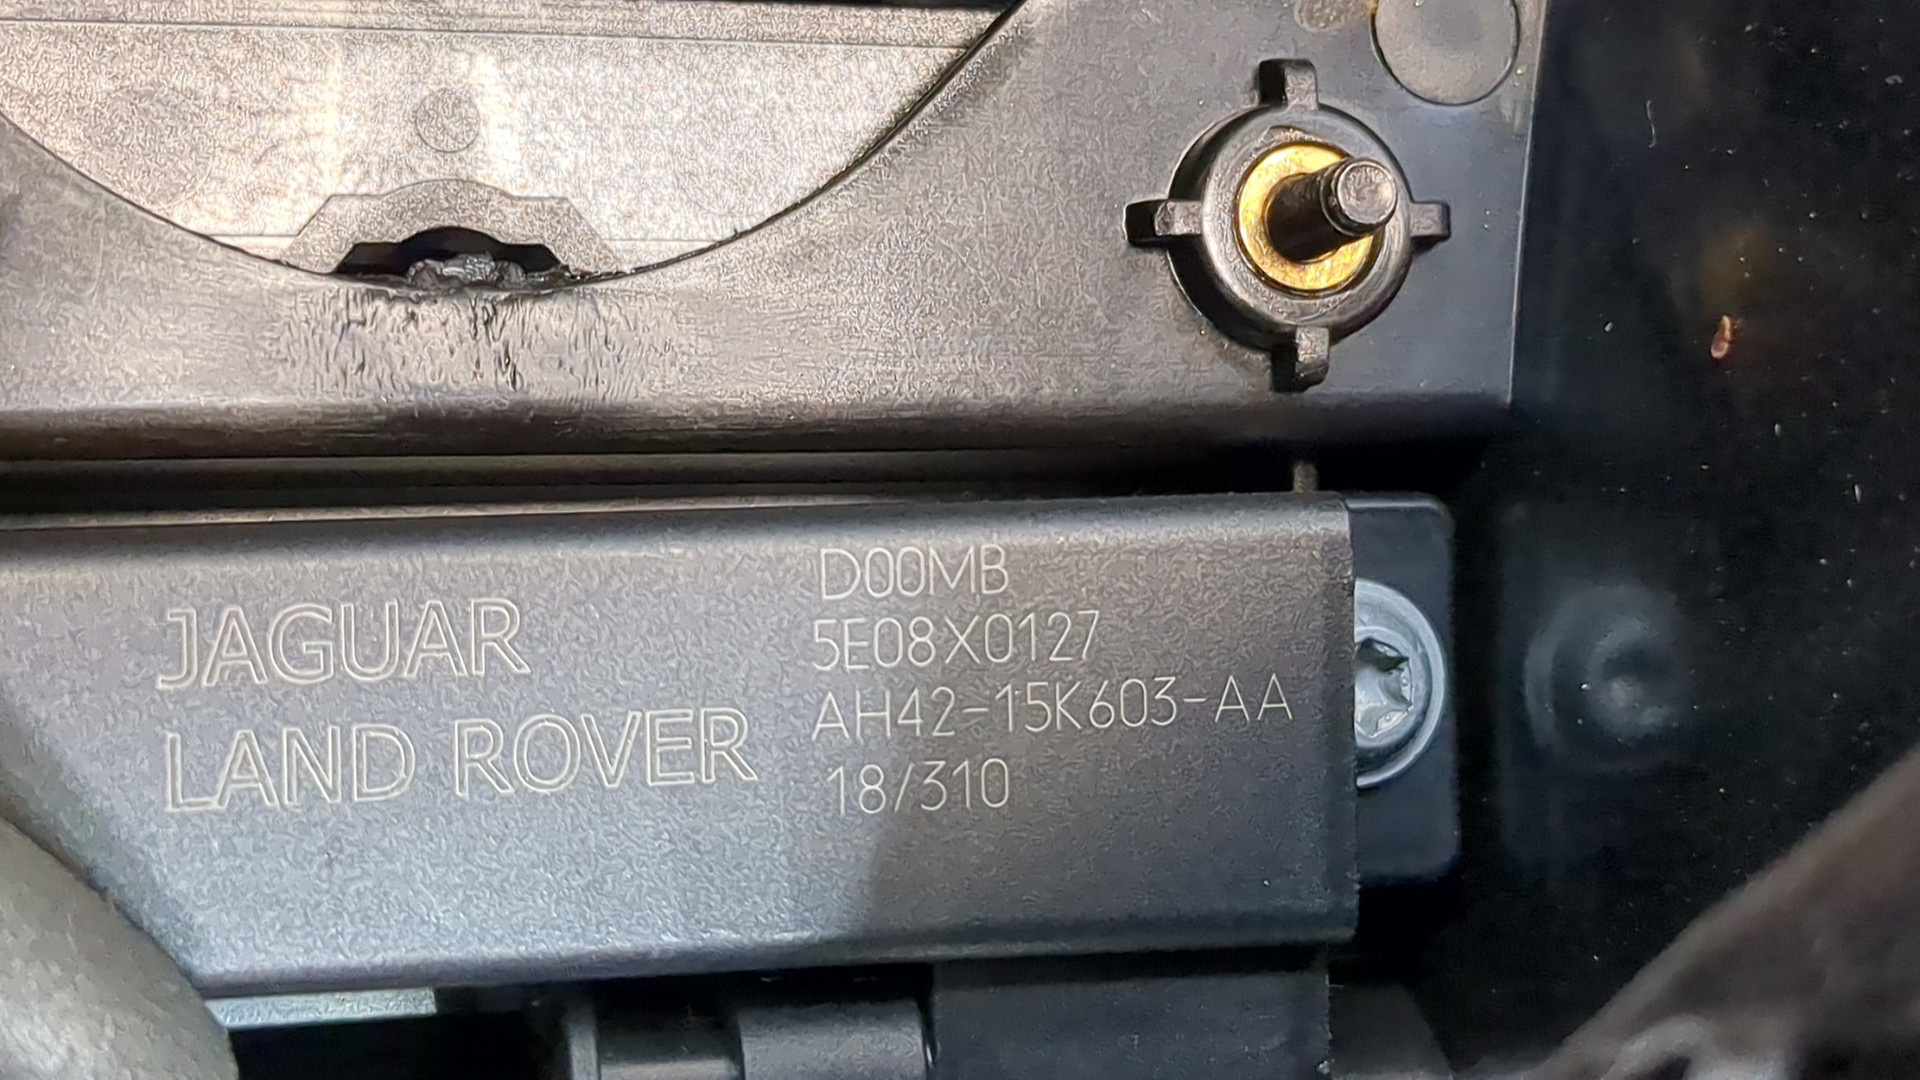 JAGUAR
LAND ROVER
D00MB
5E08X0127
AH42-15K603-AA
18/310